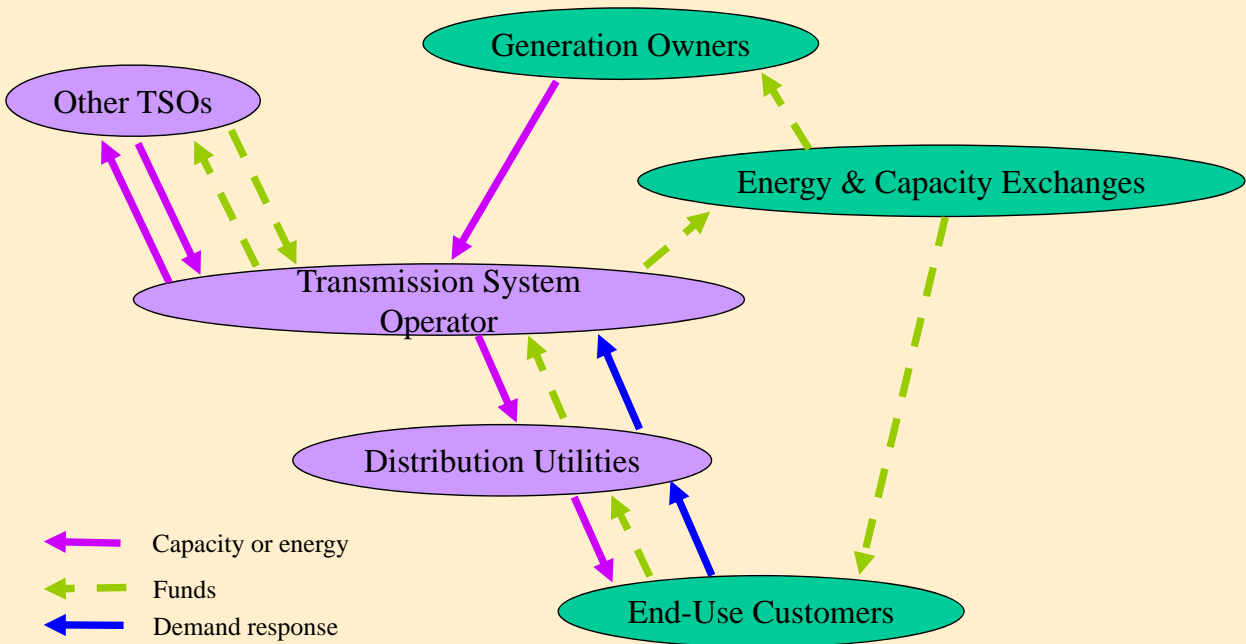 Generation Owners
Other TSOs
Energy & Capacity Exchanges
Transmission System
Operator
Distribution Utilities
End-Use Customers
Capacity or energy
Funds
Demand response